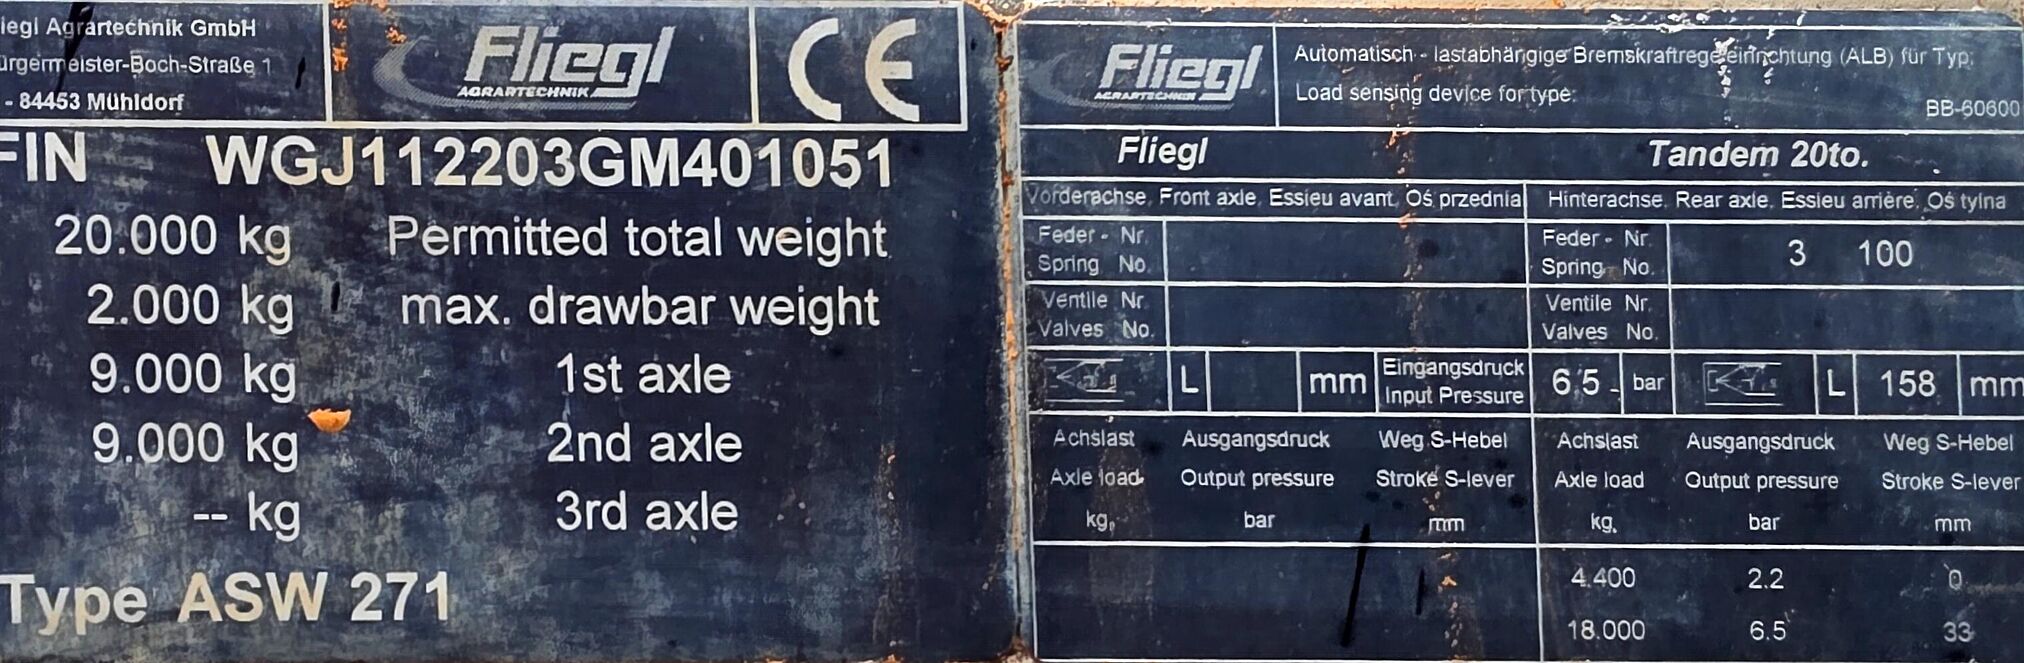 iegl Agrartechnik GmbH
ürgermeister-Boch-Straße 1
- 84453 Mühldorf
Fliegl
AGRARTECHNIK
CE
FIN WGJ112203GM401051
20.000 kg Permitted total weight
2.000 kg max. drawbar weight
9.000 kg 1st axle
9.000 kg 2nd axle
-- kg 3rd axle
Type ASW 271
Fliegl
AGRARTECHNIK
Automatisch - lastabhängige Bremskraftregeleinrichtung (ALB) für Typ:
Load sensing device for type:
BB-60600
Fliegl Tandem 20to.
Vorderachse, Front axle, Essieu avant, Oś przednia Hinterachse, Rear axle, Essieu arrière, Oś tylna
Feder - Nr. Feder - Nr. 3 100
Spring No. Spring No.
Ventile Nr. Ventile Nr.
Valves No. Valves No.
L mm Eingangsdruck 6,5 - bar L 158 mm
Input Pressure
Achslast Ausgangsdruck Weg S-Hebel Achslast Ausgangsdruck Weg S-Hebel
Axle load Output pressure Stroke S-lever Axle load Output pressure Stroke S-lever
kg. bar mm kg. bar mm
4.400 2.2 0
18.000 6.5 33